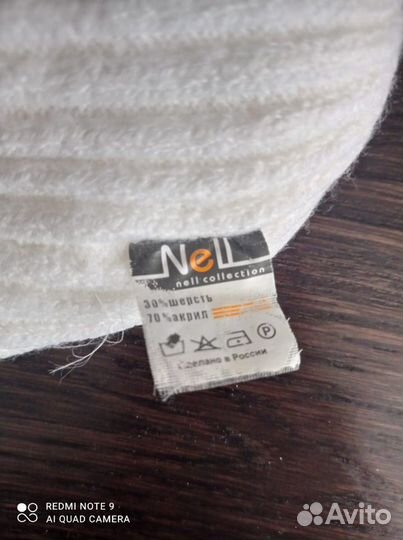 Nell
nell collection
30%шерсть
70%акрил
P
Сделано в России
REDMI NOTE 9
AI QUAD CAMERA
Avito